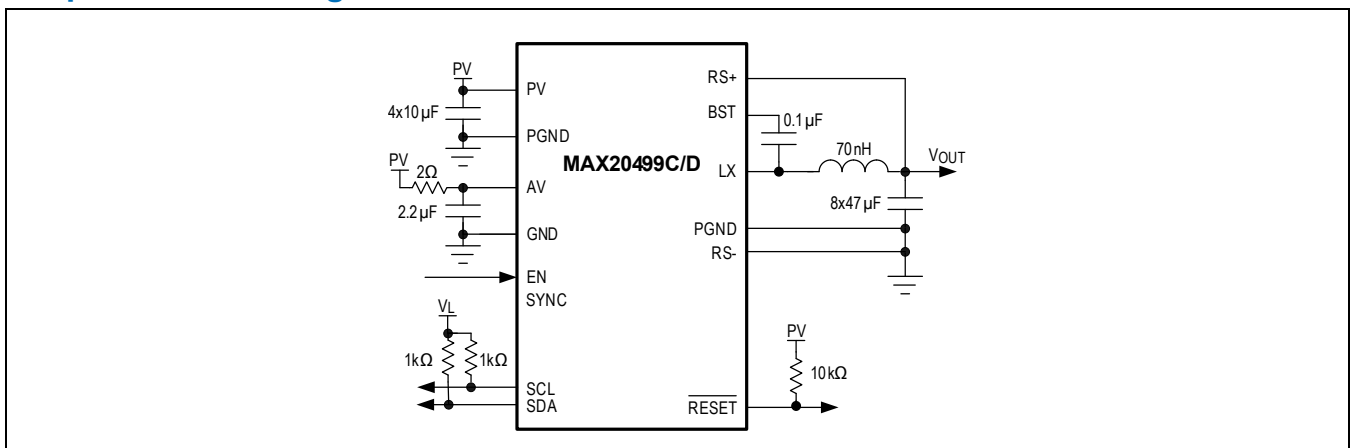 PV
PV
4x10µF
PGND
PV
2Ω
AV
2.2µF
GND
EN
SYNC
VL
1kΩ
1kΩ
SCL
SDA
MAX20499C/D
RS+
BST
0.1µF
70nH
VOUT
LX
8x47µF
PGND
RS-
PV
10kΩ
RESET